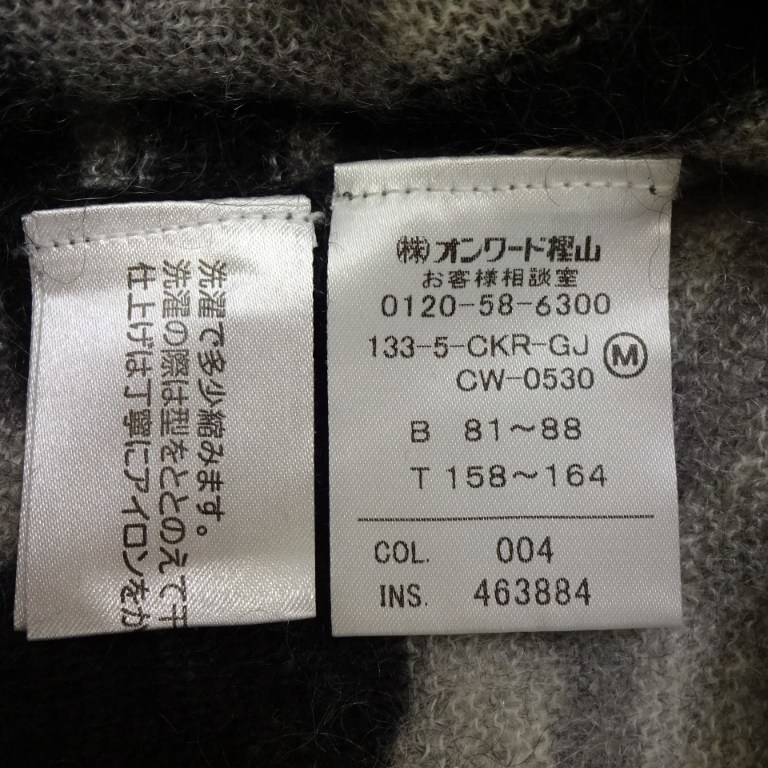 洗濯で多少縮みます。
洗濯の際は型をととのえて干
仕上げは丁寧にアイロンをか
(株)オンワード樫山
お客様相談室
0120-58-6300
133-5-CKR-GJ Ⓜ
CW-0530
B 81〜88
T 158〜164
COL. 004
INS. 463884